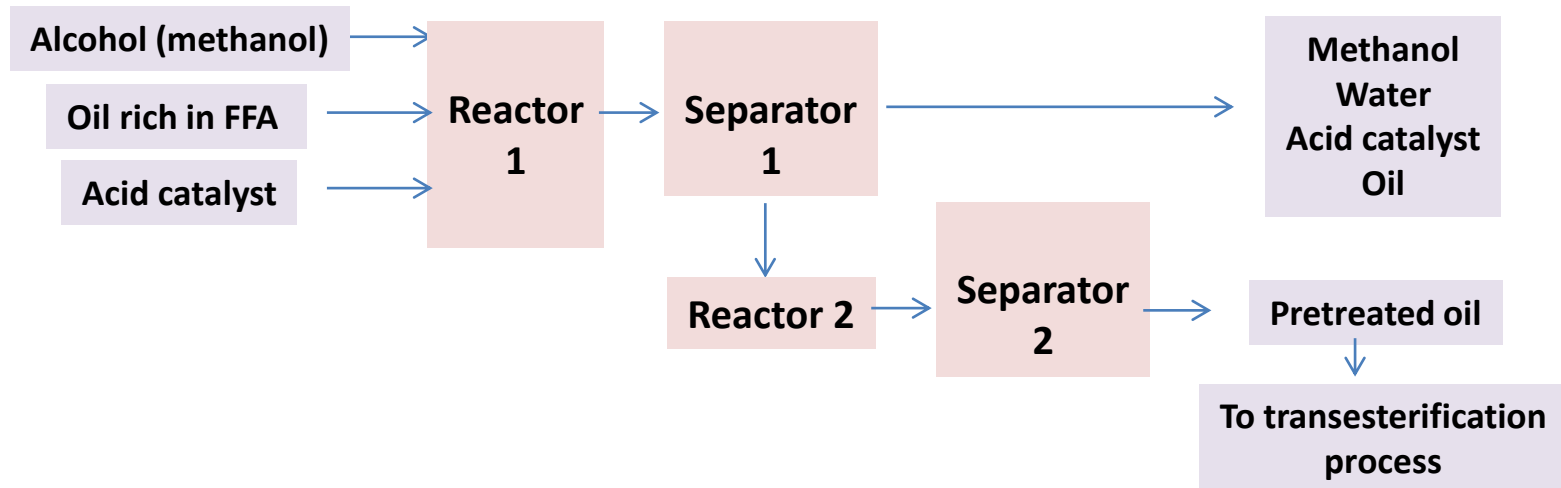 Alcohol (methanol)
Oil rich in FFA
Acid catalyst
Reactor
1
Separator
1
Methanol
Water
Acid catalyst
Oil
Reactor 2
Separator
2
Pretreated oil
To transesterification
process